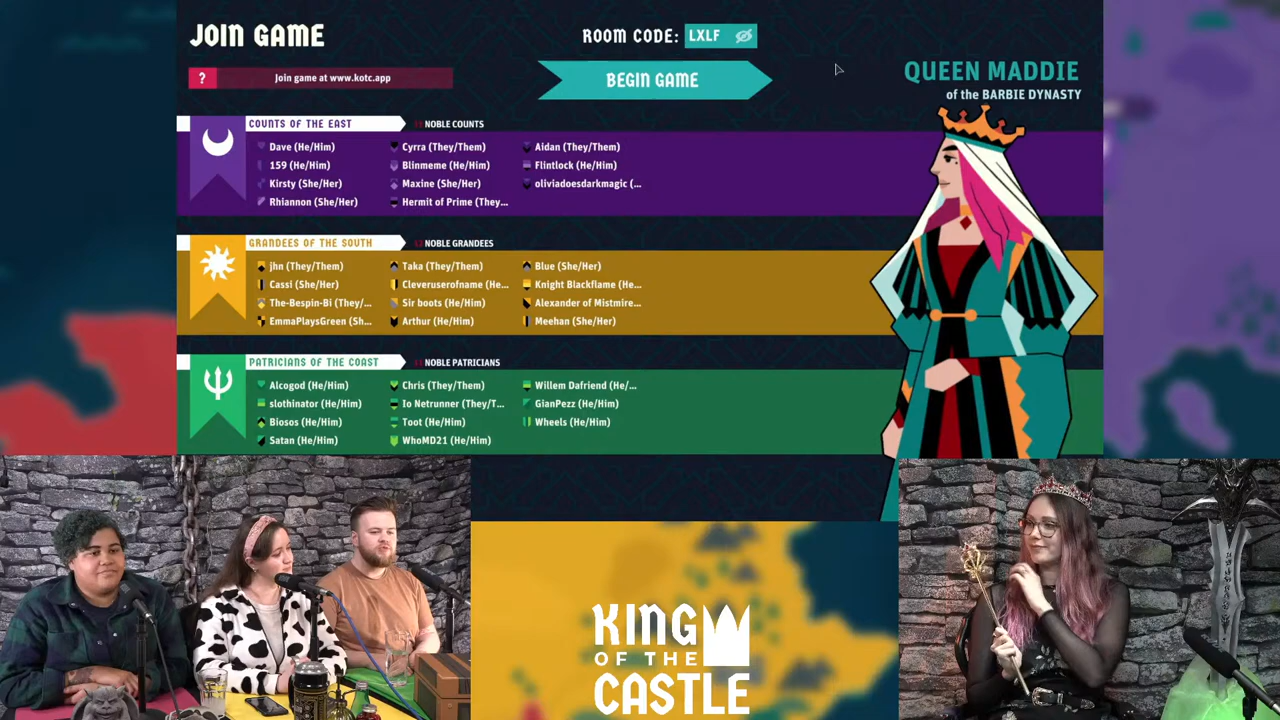 JOIN GAME
ROOM CODE: LXLF
? Join game at www.kotc.app
BEGIN GAME
QUEEN MADDIE
of the BARBIE DYNASTY
COUNTS OF THE EAST
NOBLE COUNTS
Dave (He/Him) Cyrra (They/Them) Aidan (They/Them)
159 (He/Him) Blinmeme (He/Him) Flintlock (He/Him)
Kirsty (She/Her) Maxine (She/Her) oliviadoesdarkmagic (...
Rhiannon (She/Her) Hermit of Prime (They...
GRANDEES OF THE SOUTH
NOBLE GRANDEES
jhn (They/Them) Taka (They/Them) Blue (She/Her)
Cassi (She/Her) Cleveruserofname (He... Knight Blackflame (He...
The-Bespin-Bi (They/... Sir boots (He/Him) Alexander of Mistmire...
EmmaPlaysGreen (Sh... Arthur (He/Him) Meehan (She/Her)
PATRICIANS OF THE COAST
NOBLE PATRICIANS
Alcogod (He/Him) Chris (They/Them) Willem Dafriend (He/...
slothinator (He/Him) Io Netrunner (They/T... GianPezz (He/Him)
Biosos (He/Him) Toot (He/Him) Wheels (He/Him)
Satan (He/Him) WhoMD21 (He/Him)
KING
OF THE
CASTLE